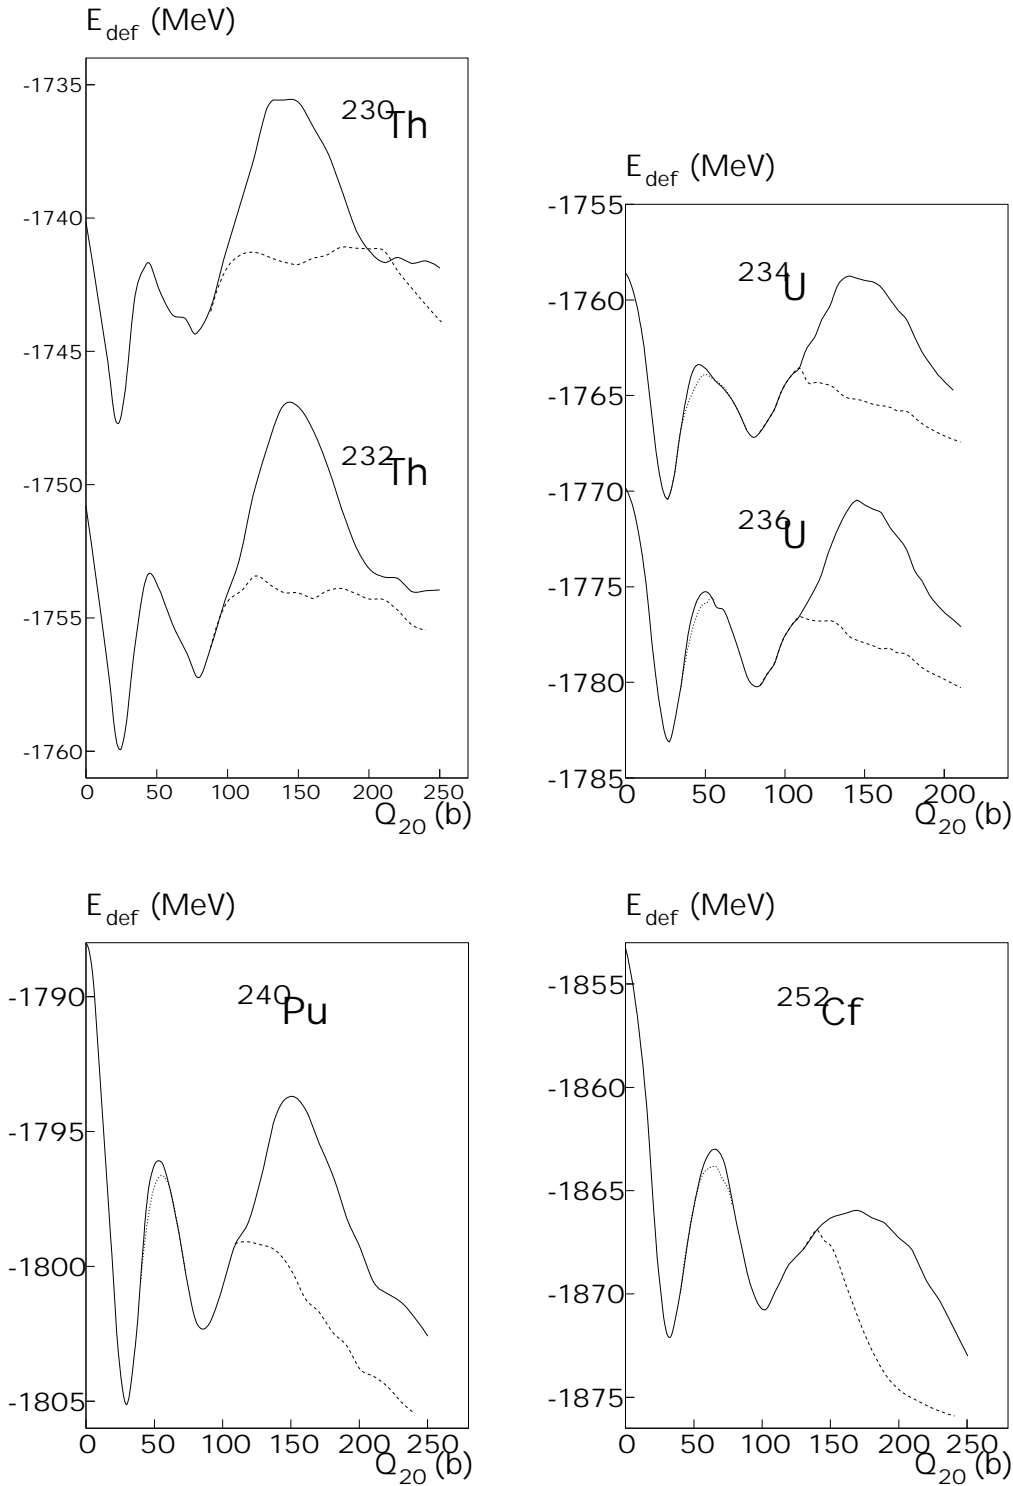 E_def (MeV)
-1735
-1740
-1745
-1750
-1755
-1760
230Th
232Th
0 50 100 150 200 250
Q_20 (b)
E_def (MeV)
-1755
-1760
-1765
-1770
-1775
-1780
-1785
234U
236U
0 50 100 150 200
Q_20 (b)
E_def (MeV)
-1790
-1795
-1800
-1805
240Pu
0 50 100 150 200 250
Q_20 (b)
E_def (MeV)
-1855
-1860
-1865
-1870
-1875
252Cf
0 50 100 150 200 250
Q_20 (b)